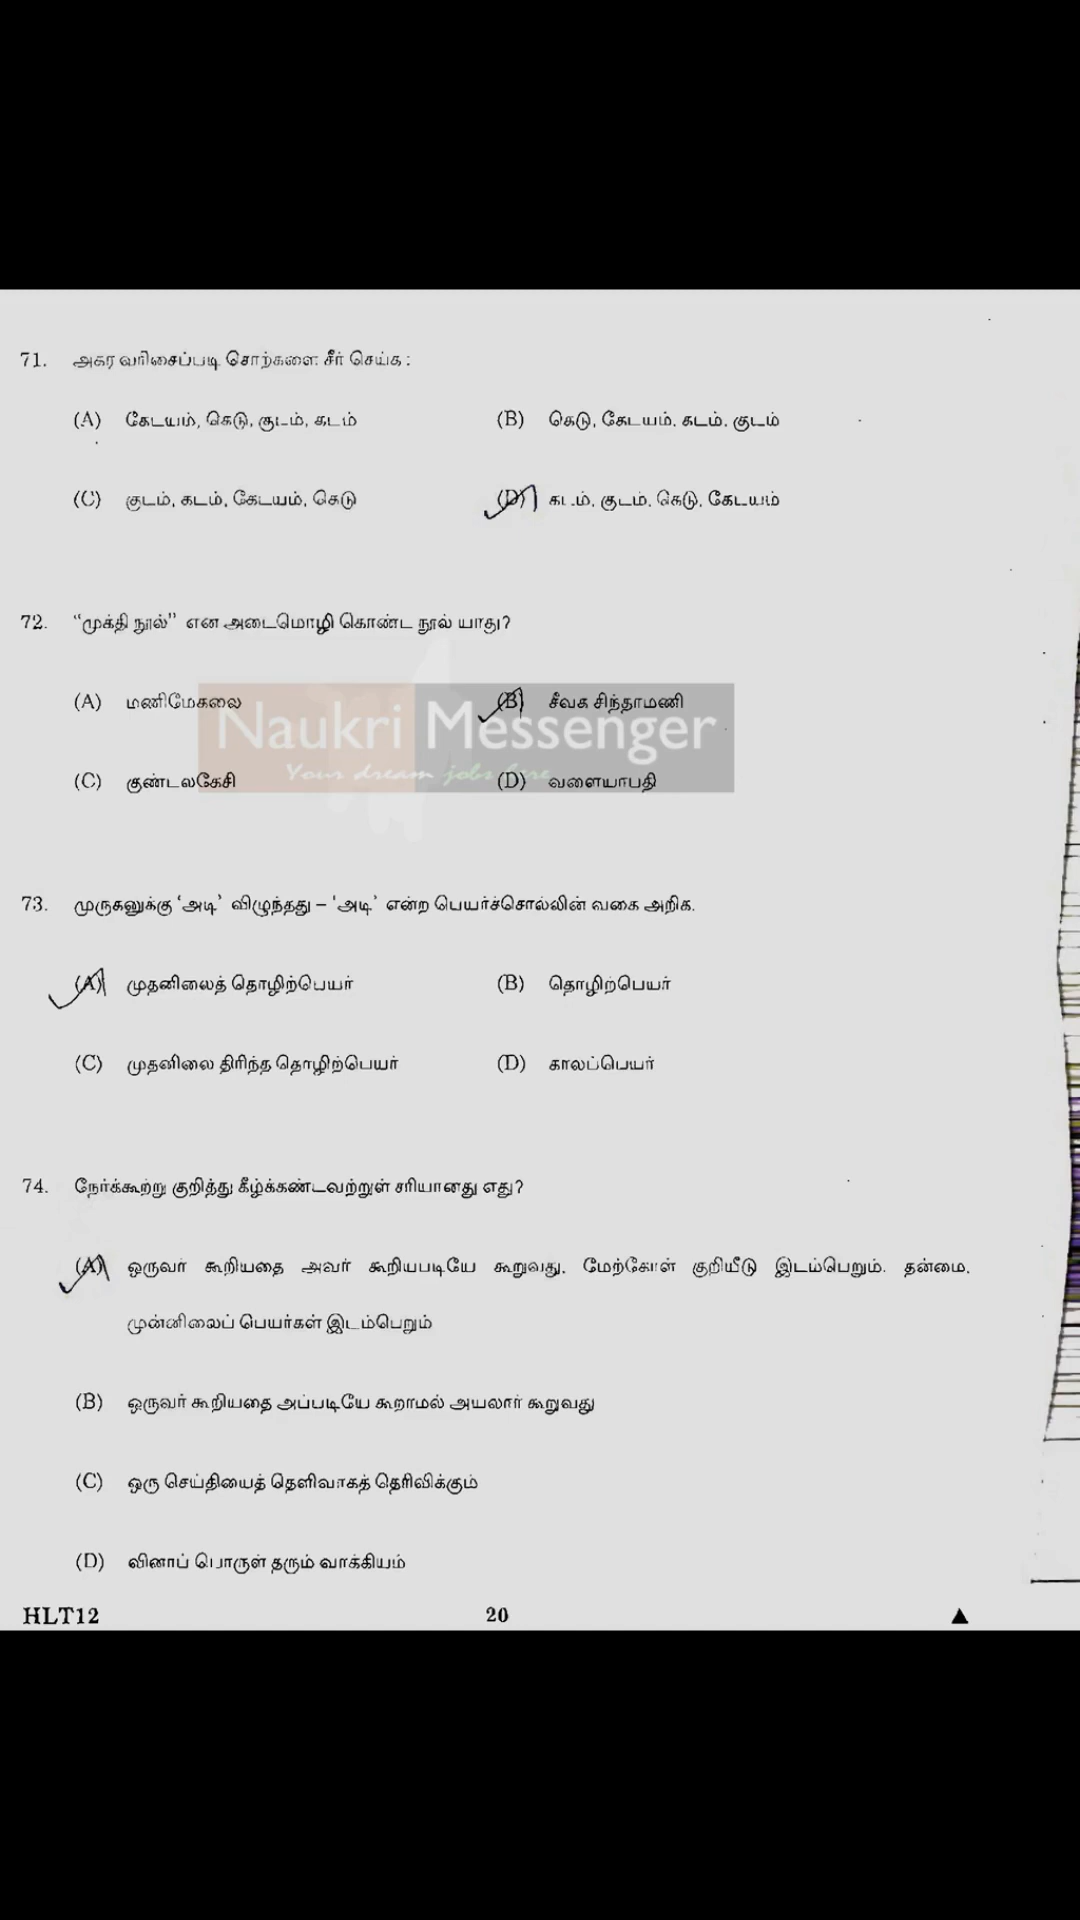 71. அகர வரிசைப்படி சொற்களை சீர் செய்க :
(A) கேடயம், கெடு, குடம், கடம்
(B) கெடு, கேடயம், கடம், குடம்
(C) குடம், கடம், கேடயம், கெடு
(D) கடம், குடம், கெடு, கேடயம்
72. “முக்தி நூல்” என அடைமொழி கொண்ட நூல் யாது?
(A) மணிமேகலை
(B) சீவக சிந்தாமணி
Naukri Messenger
Your dream jobs here
(C) குண்டலகேசி
(D) வளையாபதி
73. முருகனுக்கு ‘அடி’ விழுந்தது – ‘அடி’ என்ற பெயர்ச்சொல்லின் வகை அறிக.
(A) முதனிலைத் தொழிற்பெயர்
(B) தொழிற்பெயர்
(C) முதனிலை திரிந்த தொழிற்பெயர்
(D) காலப்பெயர்
74. நேர்க்கூற்று குறித்து கீழ்க்கண்டவற்றுள் சரியானது எது?
(A) ஒருவர் கூறியதை அவர் கூறியபடியே கூறுவது, மேற்கோள் குறியீடு இடம்பெறும். தன்மை,
முன்னிலைப் பெயர்கள் இடம்பெறும்
(B) ஒருவர் கூறியதை அப்படியே கூறாமல் அயலார் கூறுவது
(C) ஒரு செய்தியைத் தெளிவாகத் தெரிவிக்கும்
(D) வினாப் பொருள் தரும் வாக்கியம்
HLT12
20